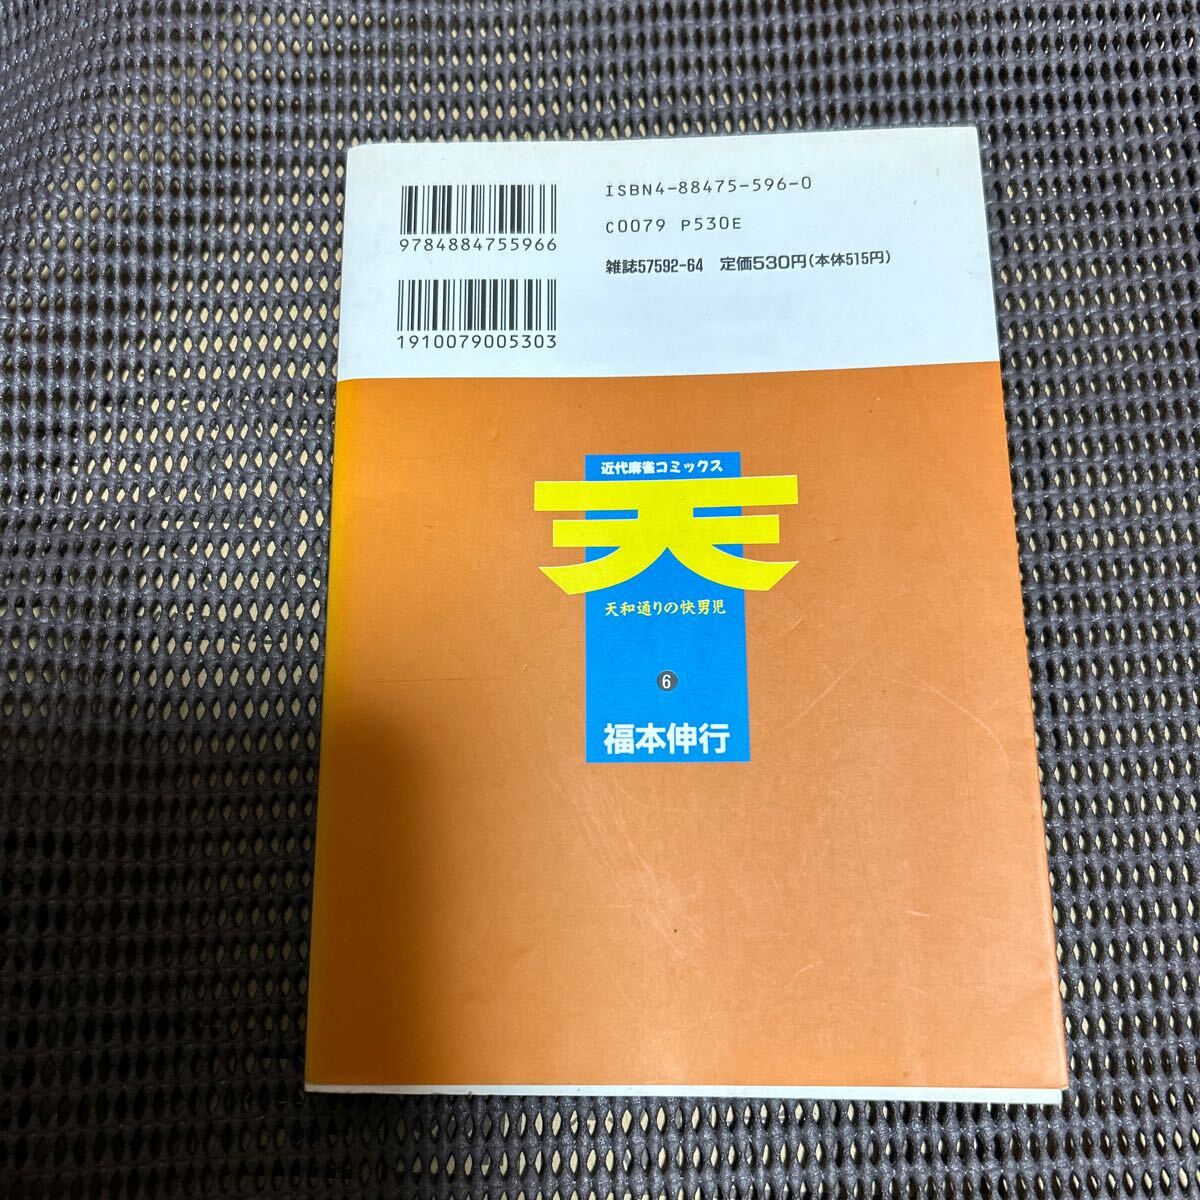 9784884755966
1910079005303
ISBN4-88475-596-0
C0079 P530E
雑誌57592-64 定価530円(本体515円)
近代麻雀コミックス
天
天和通りの快男児
6
福本伸行